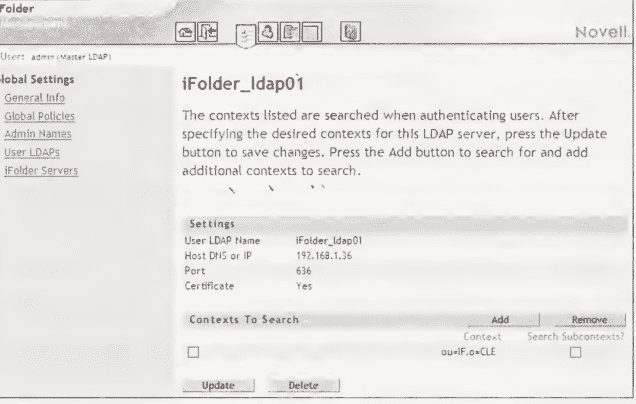 Folder
Novell.
User: admin (Master LDAP)
lobal Settings
General Info
Global Policies
Admin Names
User LDAPs
iFolder Servers
iFolder_ldap01
The contexts listed are searched when authenticating users. After
specifying the desired contexts for this LDAP server, press the Update
button to save changes. Press the Add button to search for and add
additional contexts to search.
Settings
User LDAP Name iFolder_ldap01
Host DNS or IP 192.168.1.36
Port 636
Certificate Yes
Contexts To Search Add Remove
Context Search Subcontexts?
ou=IF.o=CLE
Update Delete